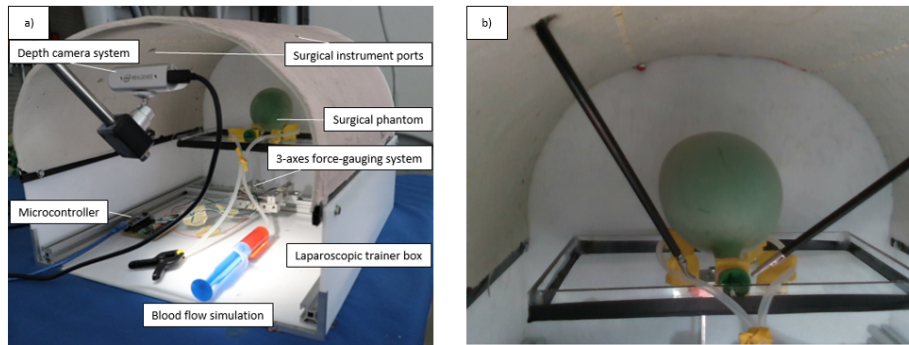 a)
Depth camera system
Surgical instrument ports
Surgical phantom
3-axes force-gauging system
Microcontroller
Laparoscopic trainer box
Blood flow simulation
b)